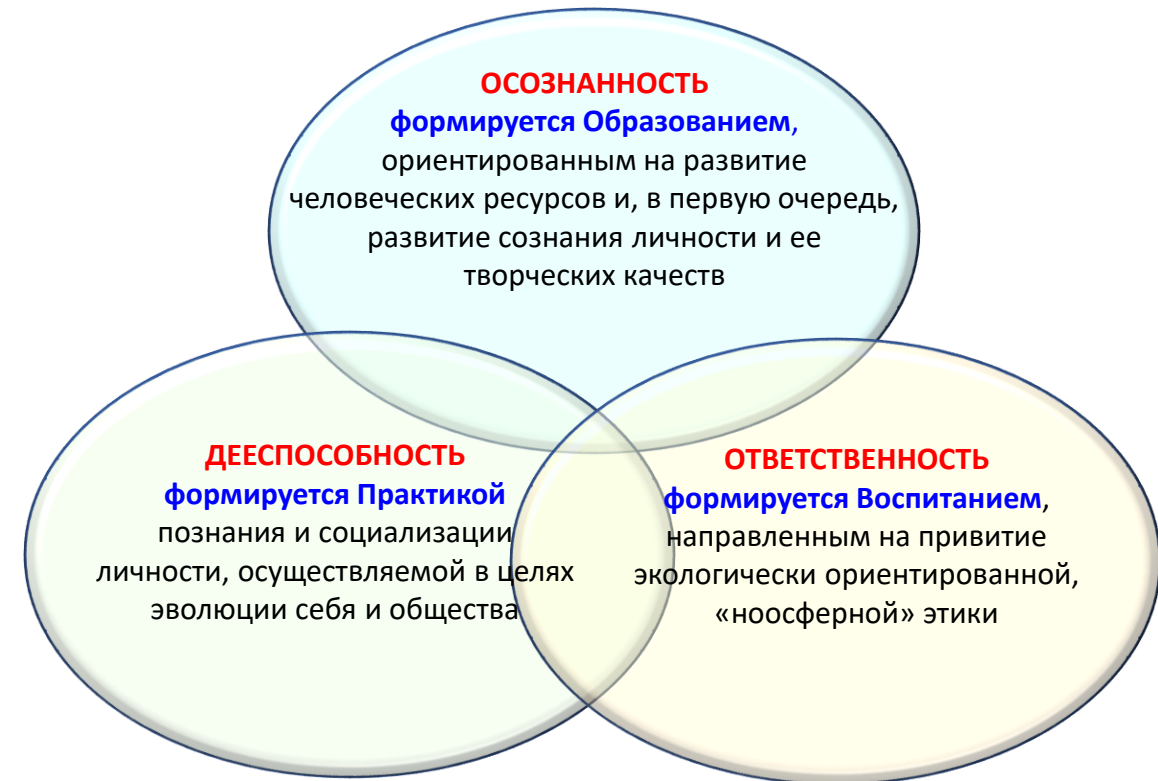 ОСОЗНАННОСТЬ
формируется Образованием,
ориентированным на развитие
человеческих ресурсов и, в первую очередь,
развитие сознания личности и ее
творческих качеств
ДЕЕСПОСОБНОСТЬ
формируется Практикой
познания и социализации
личности, осуществляемой в целях
эволюции себя и общества
ОТВЕТСТВЕННОСТЬ
формируется Воспитанием,
направленным на привитие
экологически ориентированной,
«ноосферной» этики